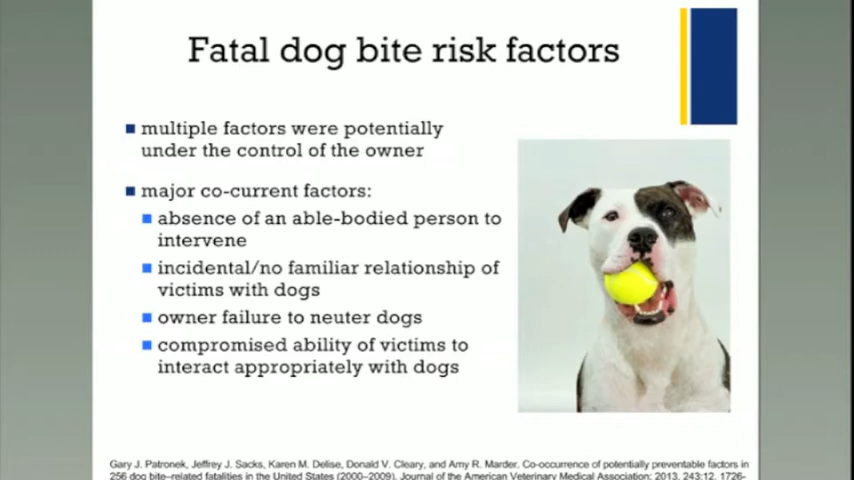 Fatal dog bite risk factors
multiple factors were potentially
under the control of the owner
major co-current factors:
absence of an able-bodied person to
intervene
incidental/no familiar relationship of
victims with dogs
owner failure to neuter dogs
compromised ability of victims to
interact appropriately with dogs
Gary J. Patronek, Jeffrey J. Sacks, Karen M. Delise, Donald V. Cleary, and Amy R. Marder. Co-occurrence of potentially preventable factors in
256 dog bite–related fatalities in the United States (2000–2009). Journal of the American Veterinary Medical Association: 2013. 243:12, 1726-